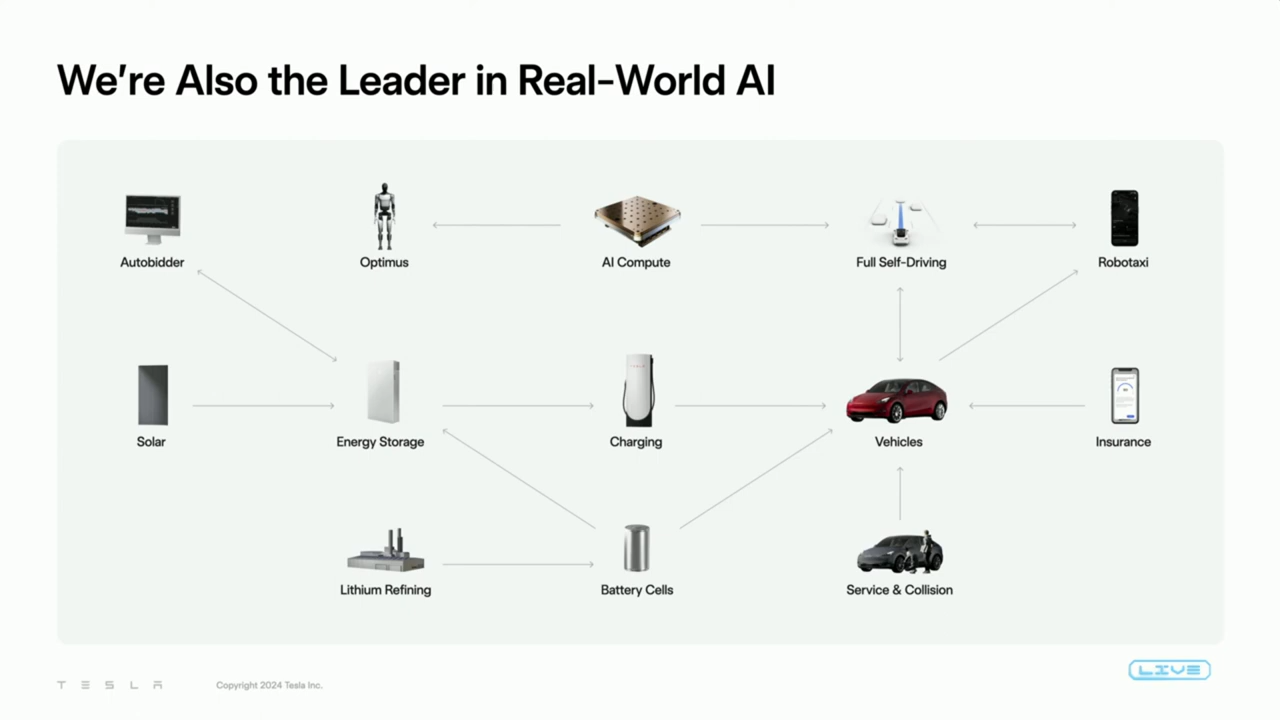 We're Also the Leader in Real-World AI
Autobidder
Optimus
AI Compute
Full Self-Driving
Robotaxi
Solar
Energy Storage
Charging
Vehicles
Insurance
Lithium Refining
Battery Cells
Service & Collision
TESLA
Copyright 2024 Tesla Inc.
LIVE